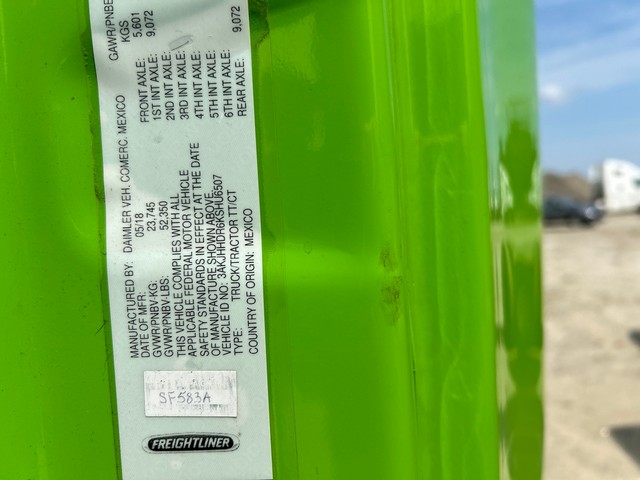 MANUFACTURED BY: DAIMLER VEH. COMERC. MEXICO
DATE OF MFR: 05/18
GVWR/PNBV-KG: 23,745
GVWR/PNBV-LBS: 52,350
THIS VEHICLE COMPLIES WITH ALL
APPLICABLE FEDERAL MOTOR VEHICLE
SAFETY STANDARDS IN EFFECT AT THE DATE
OF MANUFACTURE SHOWN ABOVE.
VEHICLE ID NO: 3AKJHHDR6KSHU6507
TYPE: TRUCK/TRACTOR TT/CT
COUNTRY OF ORIGIN: MEXICO
GAWR/PNBE
KGS
FRONT AXLE: 5,601
1ST INT AXLE: 9,072
2ND INT AXLE:
3RD INT AXLE:
4TH INT AXLE:
5TH INT AXLE:
6TH INT AXLE:
REAR AXLE: 9,072
SF583A
FREIGHTLINER